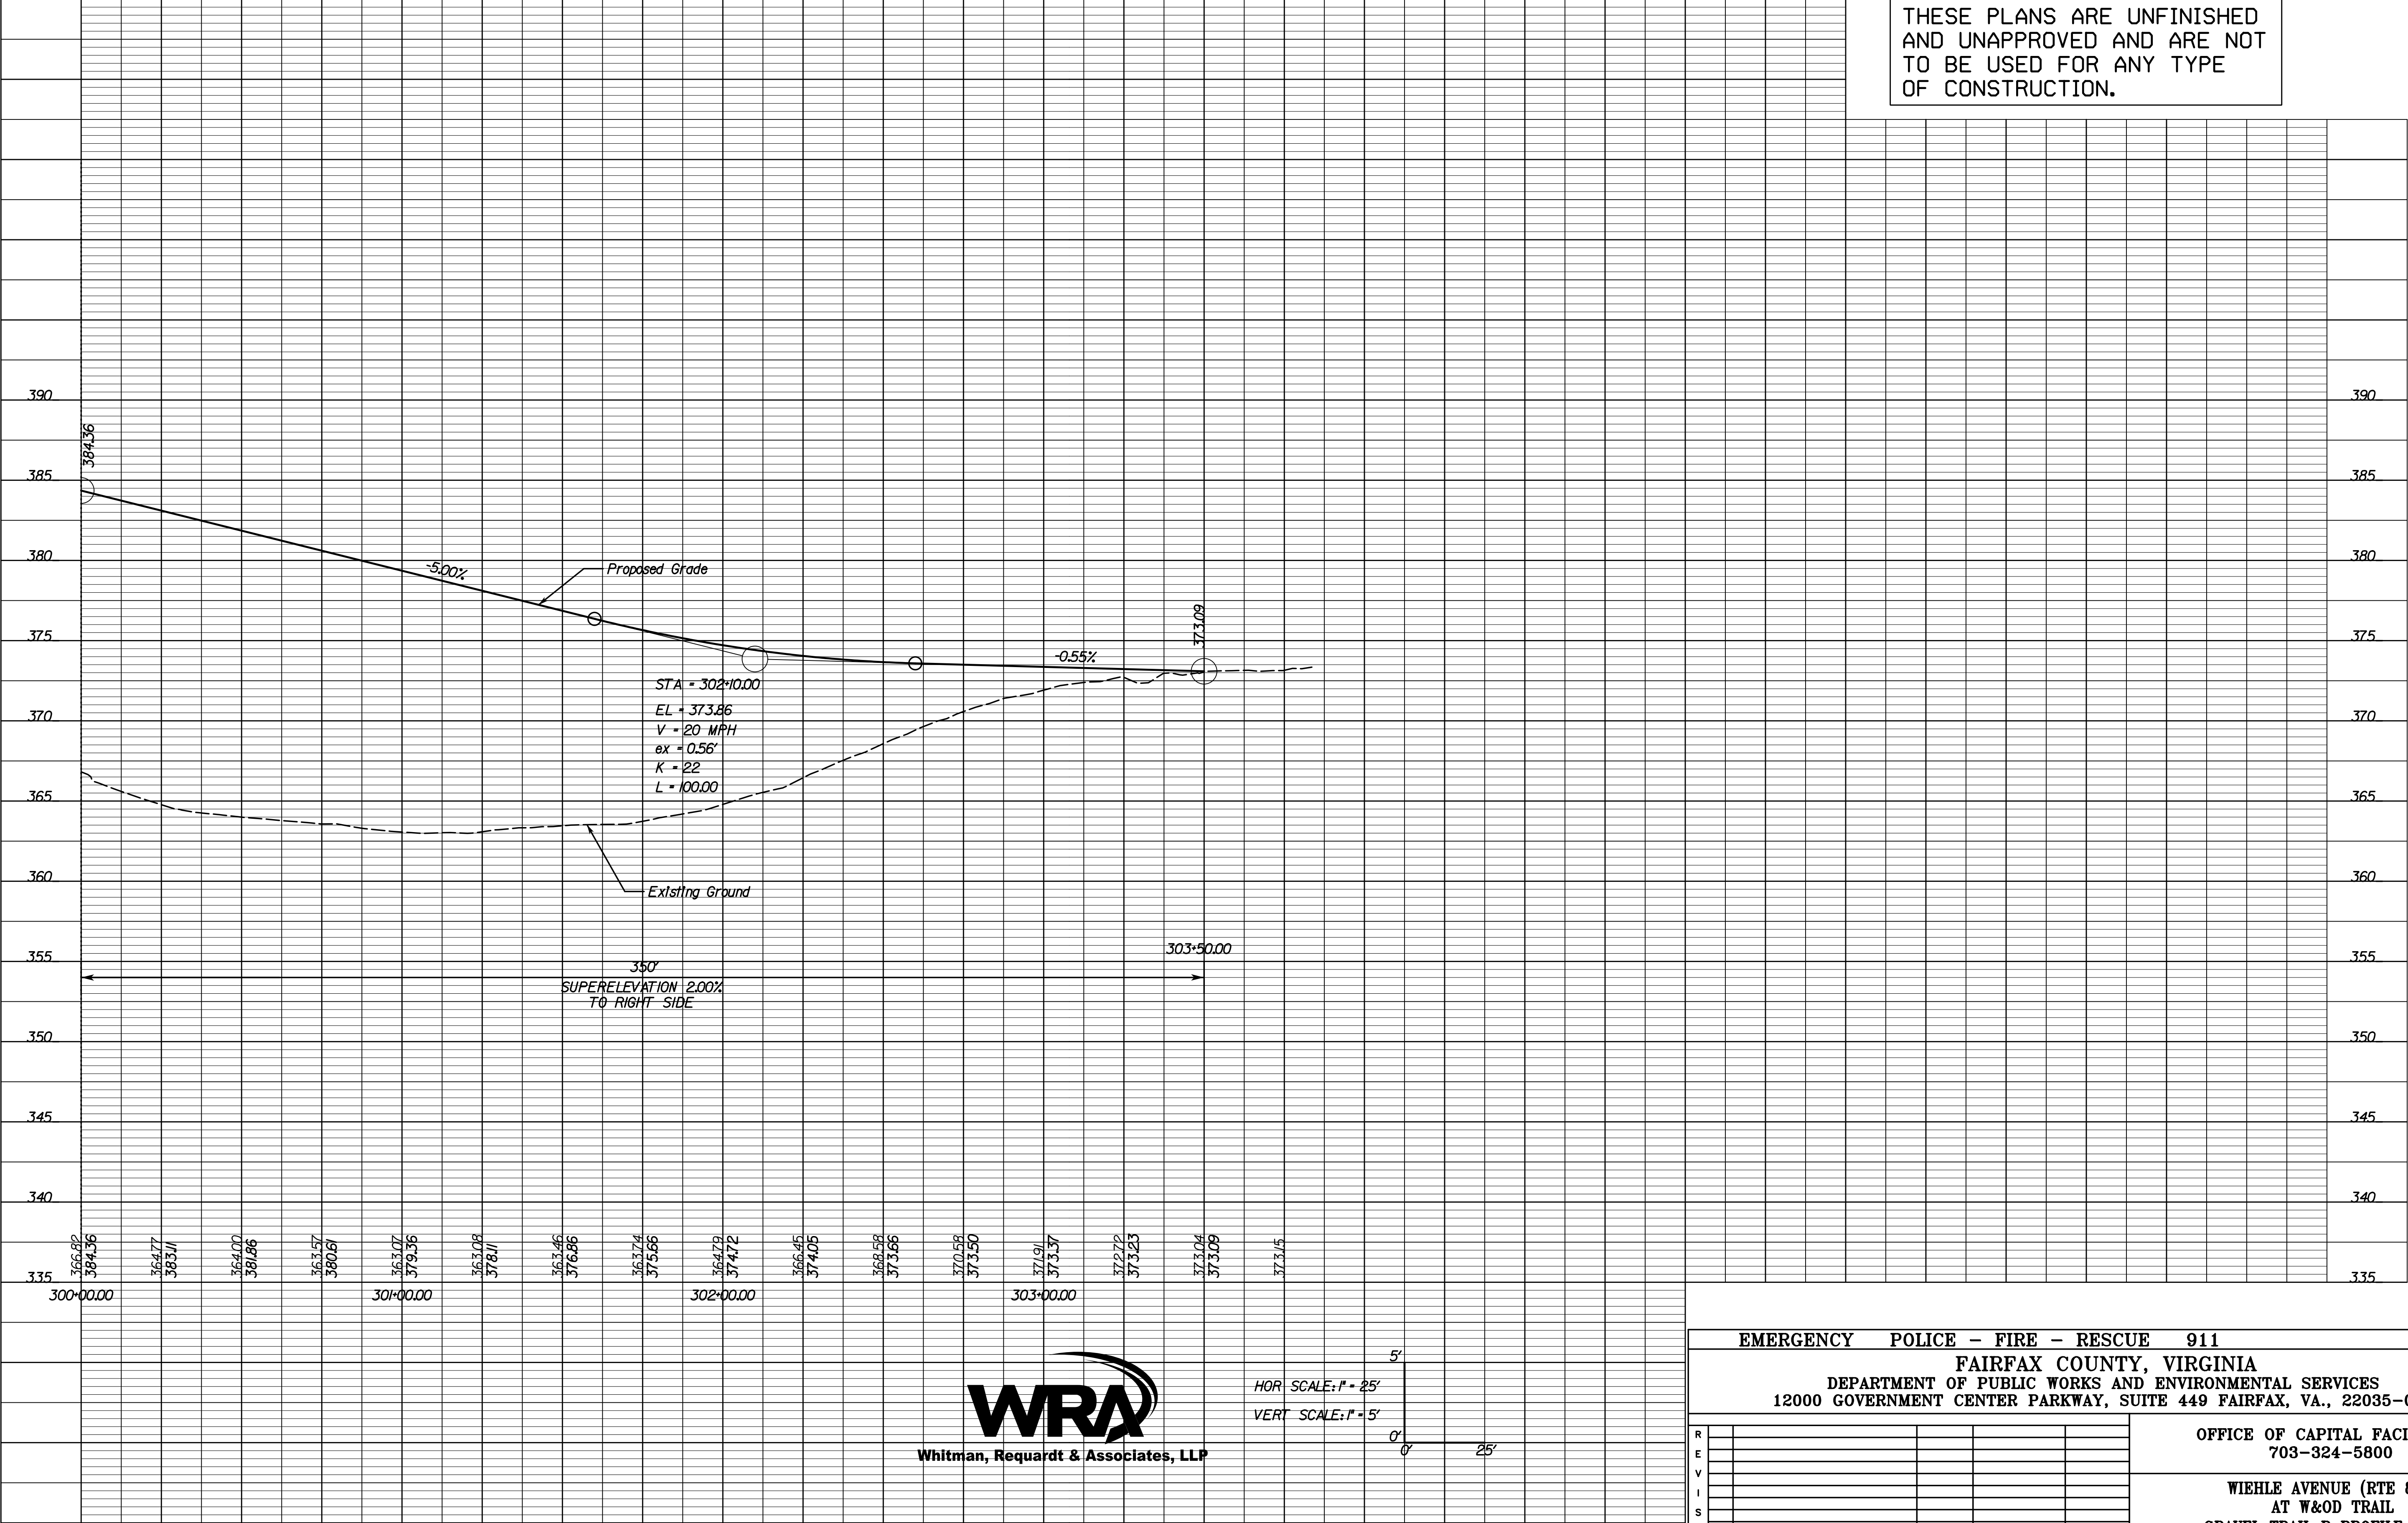 THESE PLANS ARE UNFINISHED
AND UNAPPROVED AND ARE NOT
TO BE USED FOR ANY TYPE
OF CONSTRUCTION.
390 390
384.36
385 385
380 380
-5.00%
Proposed Grade
375 375
373.09
-0.55%
STA = 302+10.00
EL = 373.86
V = 20 MPH
ex = 0.56'
K = 22
L = 100.00
370 370
365 365
360 360
Existing Ground
355 355
303+50.00
350'
SUPERELEVATION 2.00%
TO RIGHT SIDE
350 350
345 345
340 340
366.82 364.77 364.00 363.57 363.07 363.08 363.46 363.74 364.79 366.45 368.58 370.58 371.91 372.72 373.04 373.15
384.36 383.11 381.86 380.61 379.36 378.11 376.86 375.66 374.72 374.05 373.66 373.50 373.37 373.23 373.09
335 335
300+00.00 301+00.00 302+00.00 303+00.00
WRA
Whitman, Requardt & Associates, LLP
HOR SCALE: 1" = 25'
VERT SCALE: 1" = 5'
5'
0'
0' 25'
EMERGENCY POLICE - FIRE - RESCUE 911
FAIRFAX COUNTY, VIRGINIA
DEPARTMENT OF PUBLIC WORKS AND ENVIRONMENTAL SERVICES
12000 GOVERNMENT CENTER PARKWAY, SUITE 449 FAIRFAX, VA., 22035-
R
E
V
I
S
OFFICE OF CAPITAL FACI
703-324-5800
WIEHLE AVENUE (RTE
AT W&OD TRAIL